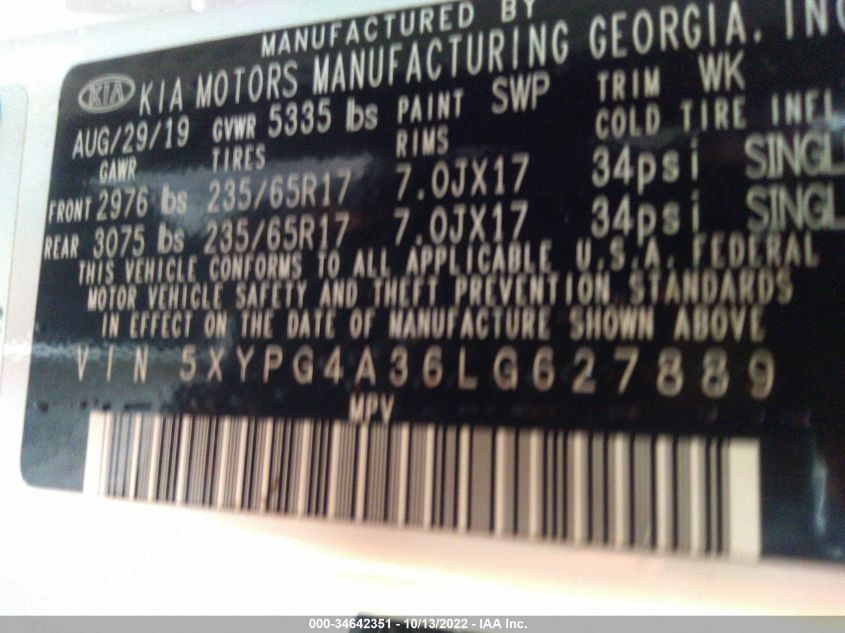 MANUFACTURED BY
KIA KIA MOTORS MANUFACTURING GEORGIA, INC
AUG/29/19 GVWR 5335 lbs PAINT SWP TRIM WK
GAWR TIRES RIMS COLD TIRE INFL
FRONT 2976 lbs 235/65R17 7.0JX17 34psi SINGL
REAR 3075 lbs 235/65R17 7.0JX17 34psi SINGL
THIS VEHICLE CONFORMS TO ALL APPLICABLE U.S.A. FEDERAL
MOTOR VEHICLE SAFETY AND THEFT PREVENTION STANDARDS
IN EFFECT ON THE DATE OF MANUFACTURE SHOWN ABOVE
VIN 5XYPG4A36LG627889
MPV
000-34642351 - 10/13/2022 - IAA Inc.